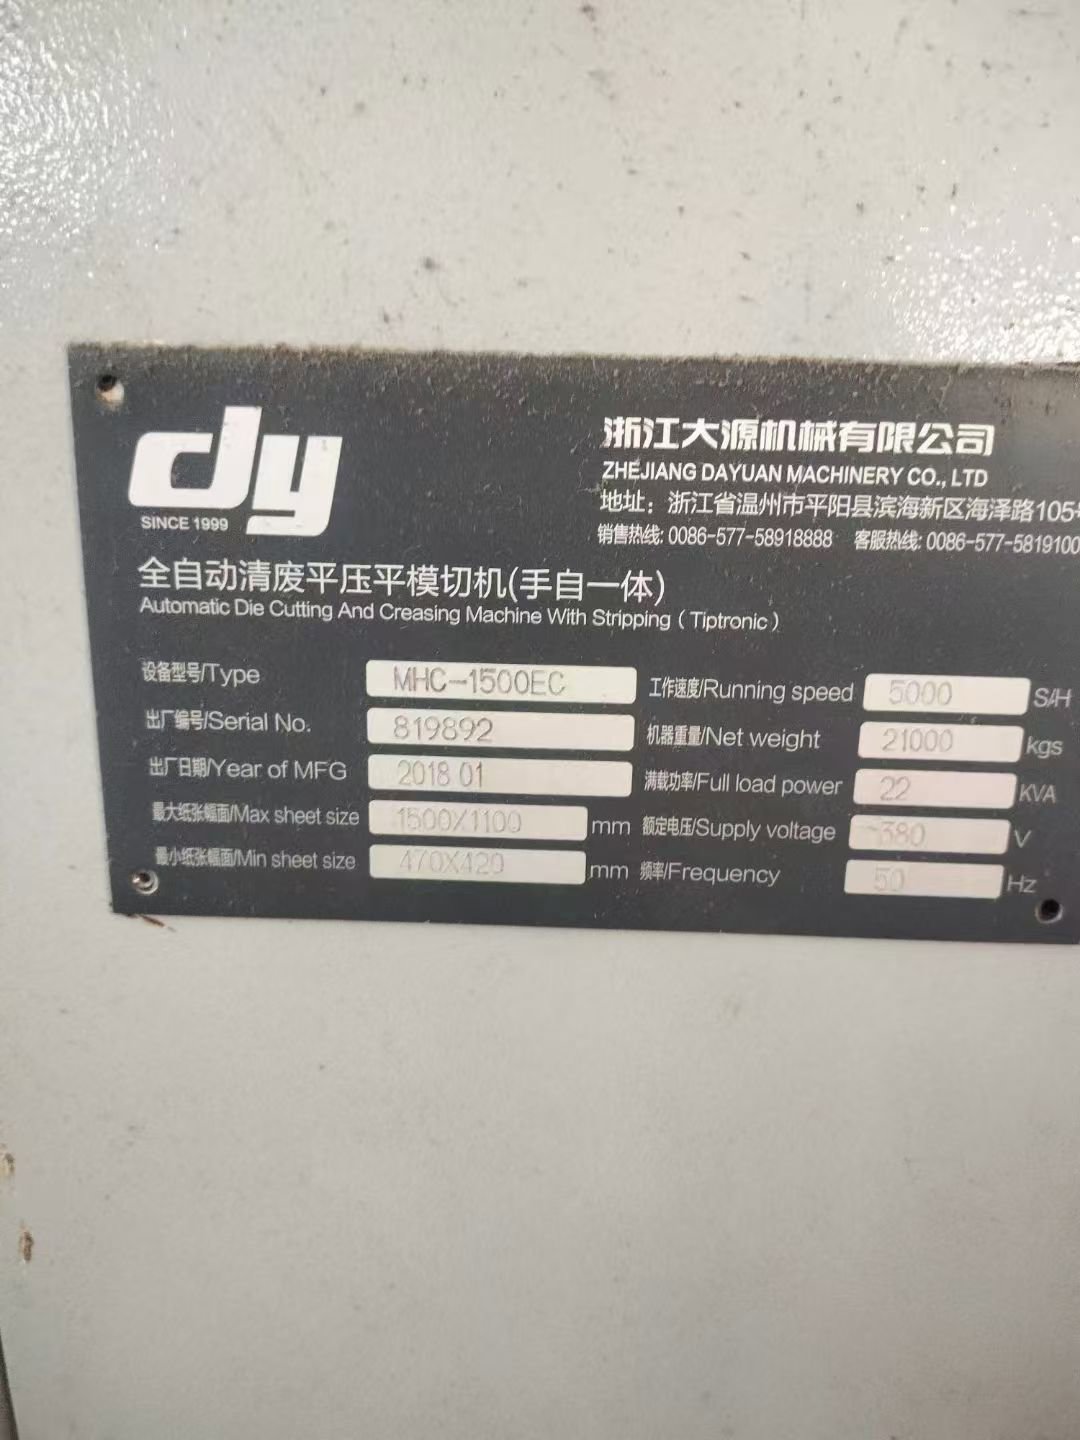 dy
SINCE 1999
浙江大源机械有限公司
ZHEJIANG DAYUAN MACHINERY CO., LTD
地址：浙江省温州市平阳县滨海新区海泽路105
销售热线: 0086-577-58918888 客服热线: 0086-577-5819100
全自动清废平压平模切机(手自一体)
Automatic Die Cutting And Creasing Machine With Stripping (Tiptronic)
设备型号/Type MHC-1500EC 工作速度/Running speed 5000 S/H
出厂编号/Serial No. 819892 机器重量/Net weight 21000 kgs
出厂日期/Year of MFG 2018 01 满载功率/Full load power 22 KVA
最大纸张幅面/Max sheet size 1500X1100 mm 额定电压/Supply voltage 380 V
最小纸张幅面/Min sheet size 470X420 mm 频率/Frequency 50 Hz